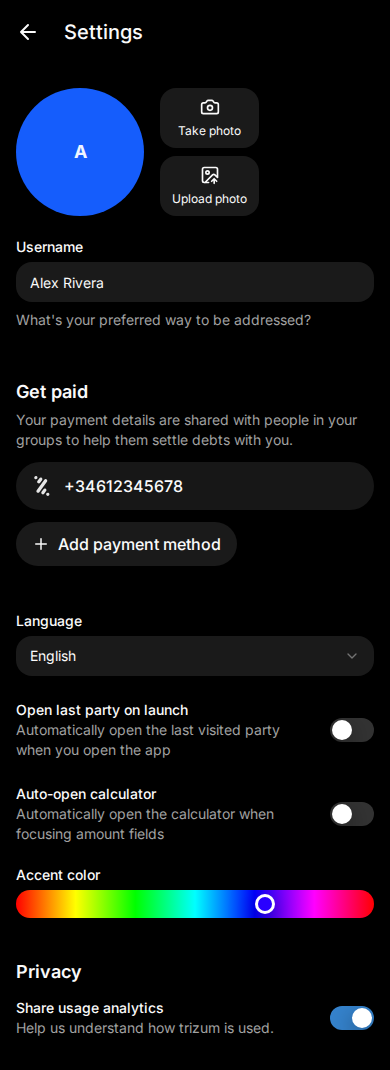 Settings
A
Take photo
Upload photo
Username
Alex Rivera
What's your preferred way to be addressed?
Get paid
Your payment details are shared with people in your
groups to help them settle debts with you.
+34612345678
Add payment method
Language
English
Open last party on launch
Automatically open the last visited party
when you open the app
Auto-open calculator
Automatically open the calculator when
focusing amount fields
Accent color
Privacy
Share usage analytics
Help us understand how trizum is used.